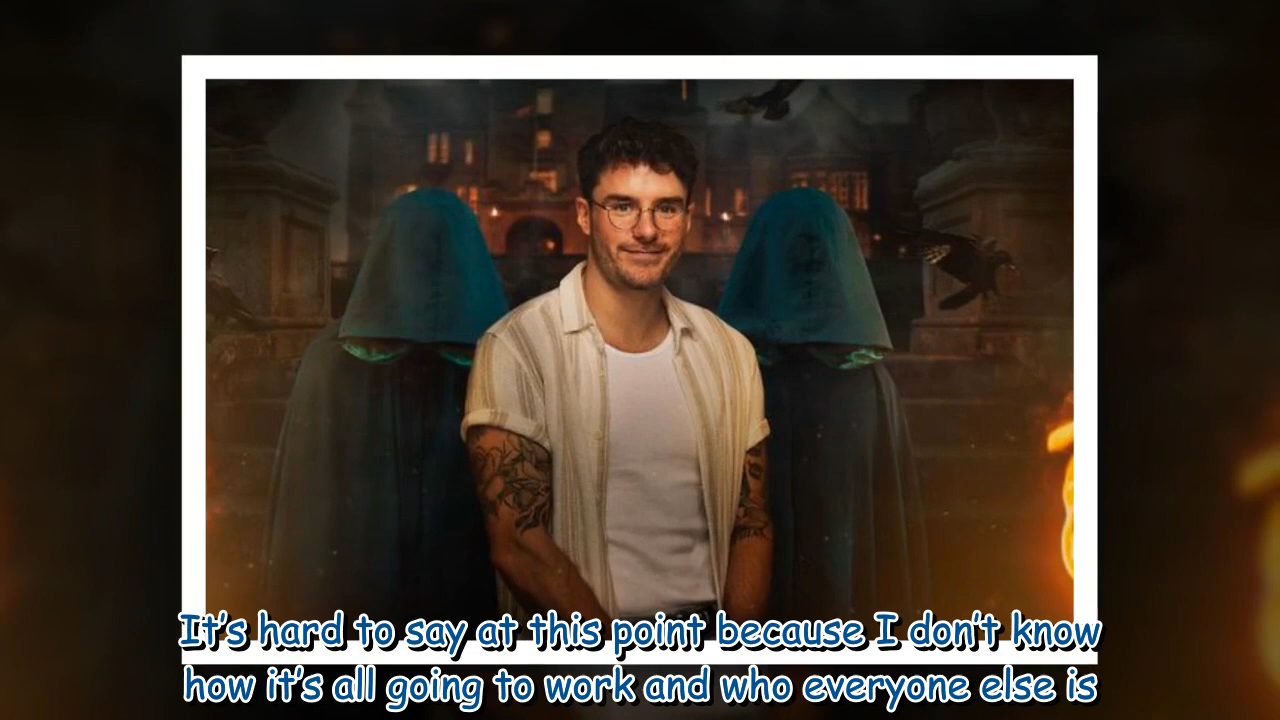 It's hard to say at this point because I don't know
how it's all going to work and who everyone else is